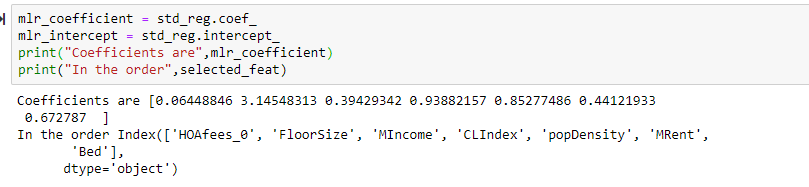 mlr_coefficient = std_reg.coef_
mlr_intercept = std_reg.intercept_
print("Coefficients are",mlr_coefficient)
print("In the order",selected_feat)
Coefficients are [0.06448846 3.14548313 0.39429342 0.93882157 0.85277486 0.44121933
0.672787  ]
In the order Index(['HOAfees_0', 'FloorSize', 'MIncome', 'CLIndex', 'popDensity', 'MRent',
'Bed'],
dtype='object')